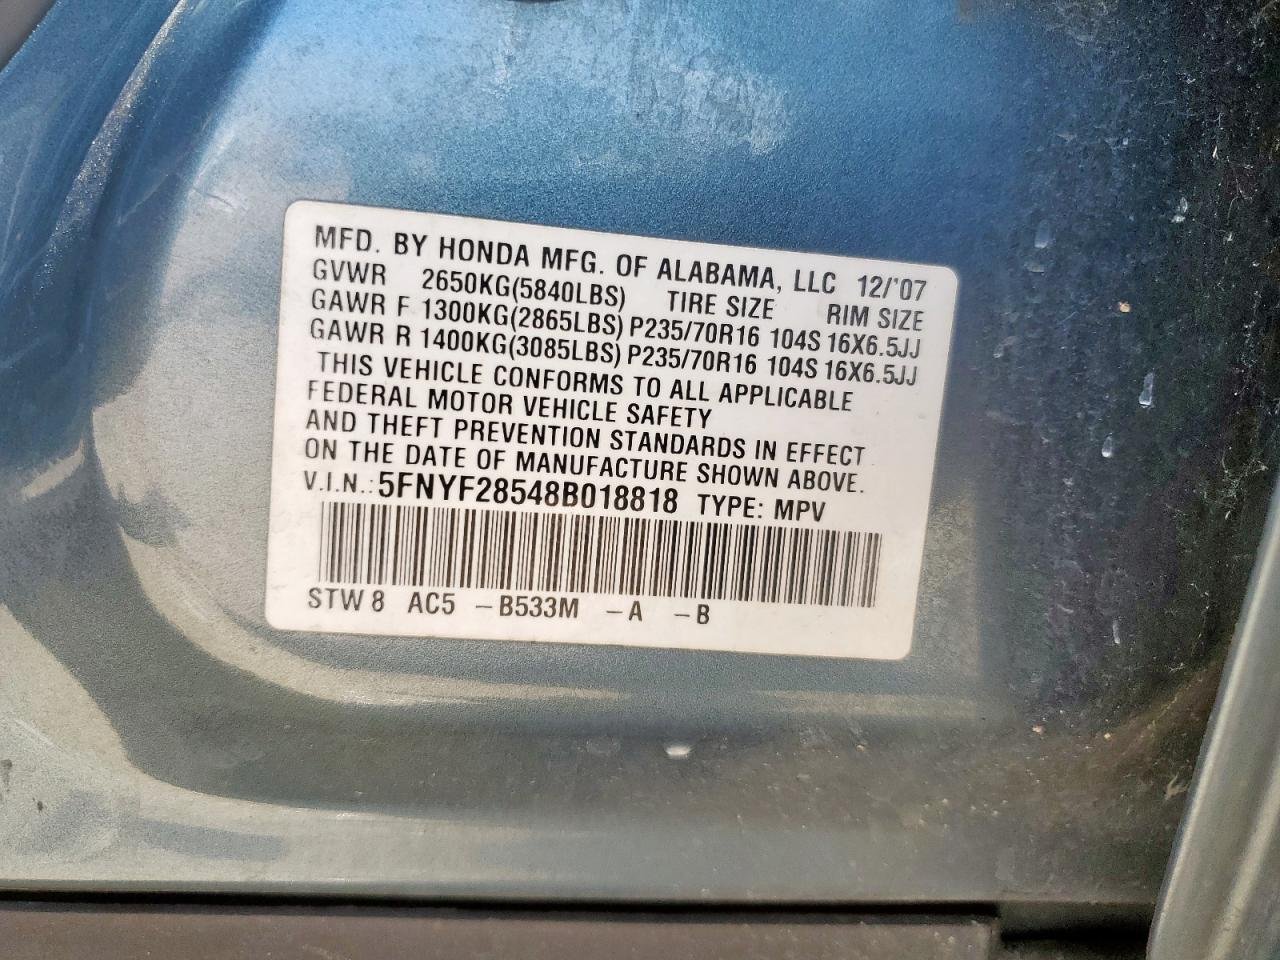 MFD. BY HONDA MFG. OF ALABAMA, LLC 12/'07
GVWR 2650KG(5840LBS) TIRE SIZE RIM SIZE
GAWR F 1300KG(2865LBS) P235/70R16 104S 16X6.5JJ
GAWR R 1400KG(3085LBS) P235/70R16 104S 16X6.5JJ
THIS VEHICLE CONFORMS TO ALL APPLICABLE
FEDERAL MOTOR VEHICLE SAFETY
AND THEFT PREVENTION STANDARDS IN EFFECT
ON THE DATE OF MANUFACTURE SHOWN ABOVE.
V.I.N.: 5FNYF28548B018818 TYPE: MPV
STW 8 AC5 -B533M -A -B